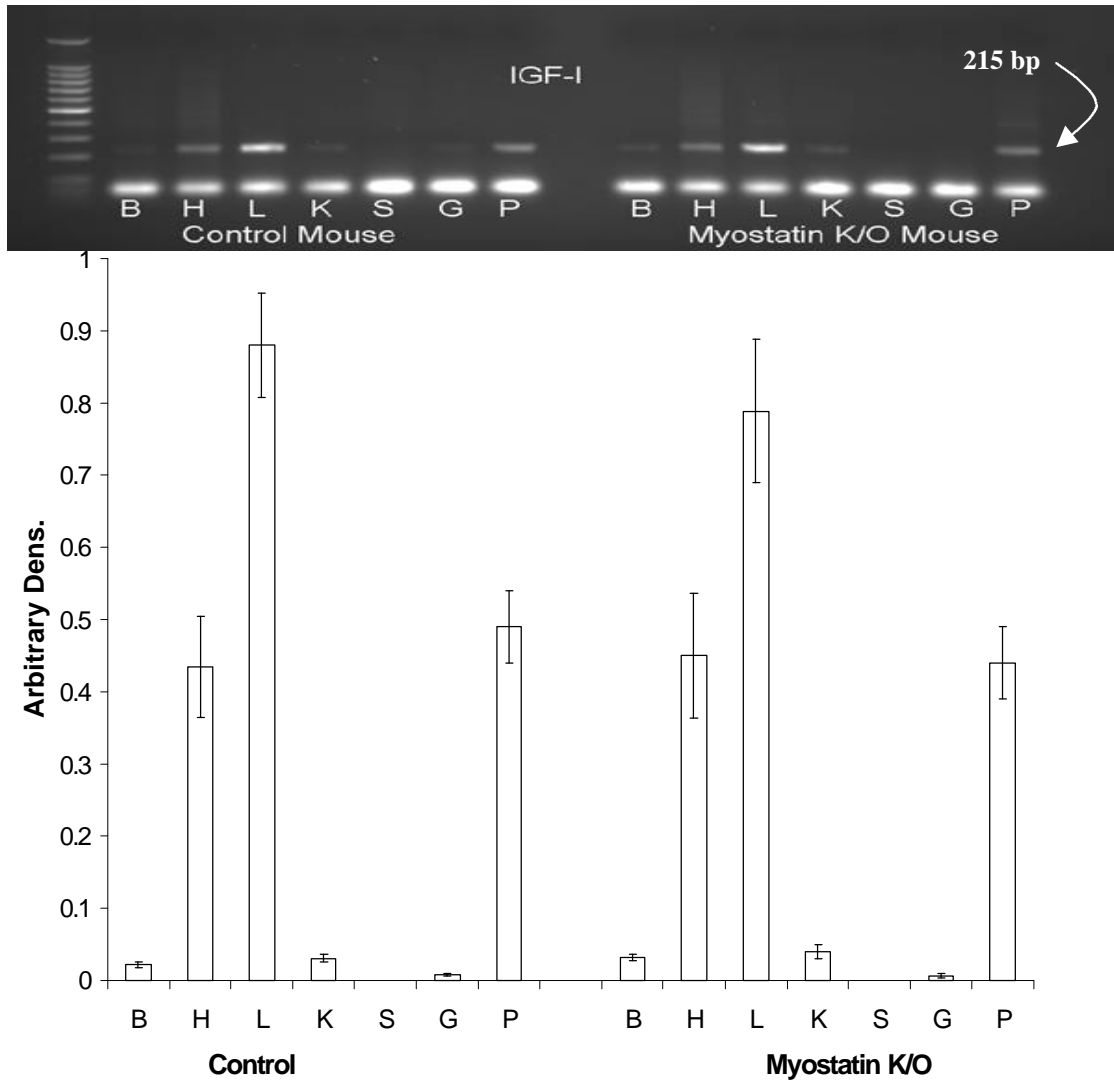 IGF-I
215 bp
B H L K S G P B H L K S G P
Control Mouse Myostatin K/O Mouse
1
0.9
0.8
0.7
0.6
0.5
0.4
0.3
0.2
0.1
0
Arbitrary Dens.
B H L K S G P B H L K S G P
Control Myostatin K/O